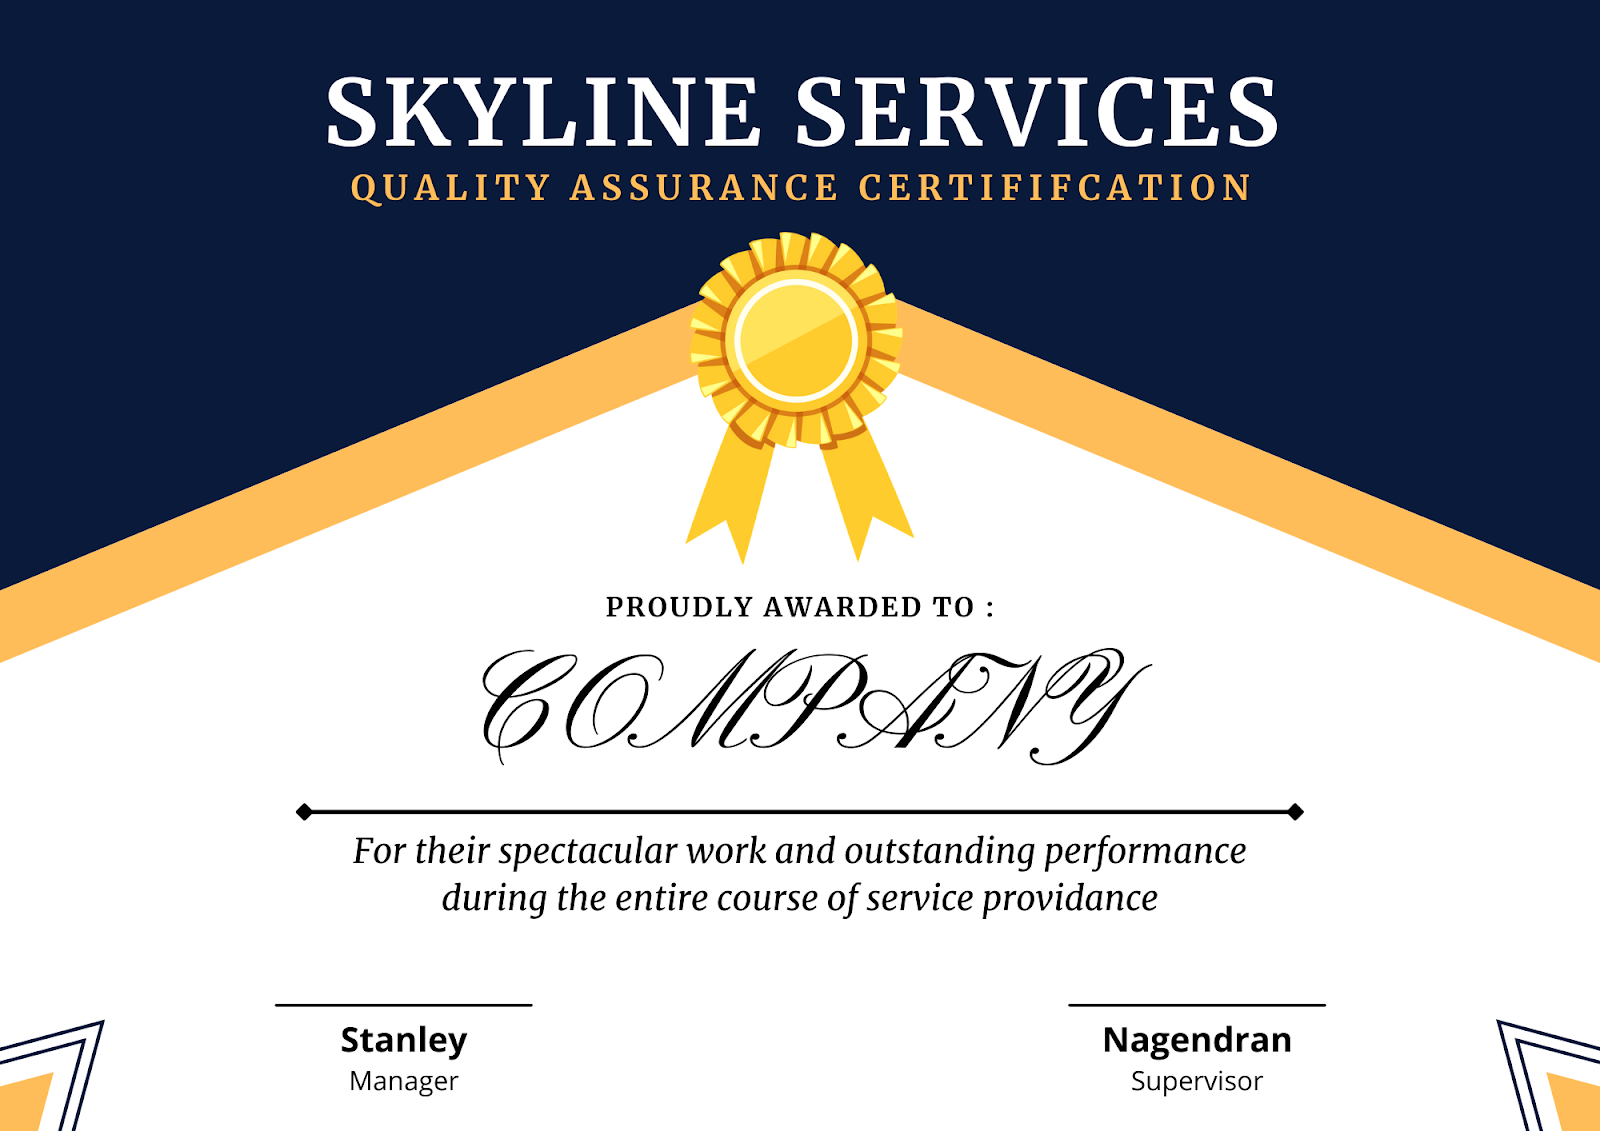 SKYLINE SERVICES
QUALITY ASSURANCE CERTIFIFCATION
PROUDLY AWARDED TO :
COMPANY
For their spectacular work and outstanding performance
during the entire course of service providance
Stanley
Manager
Nagendran
Supervisor